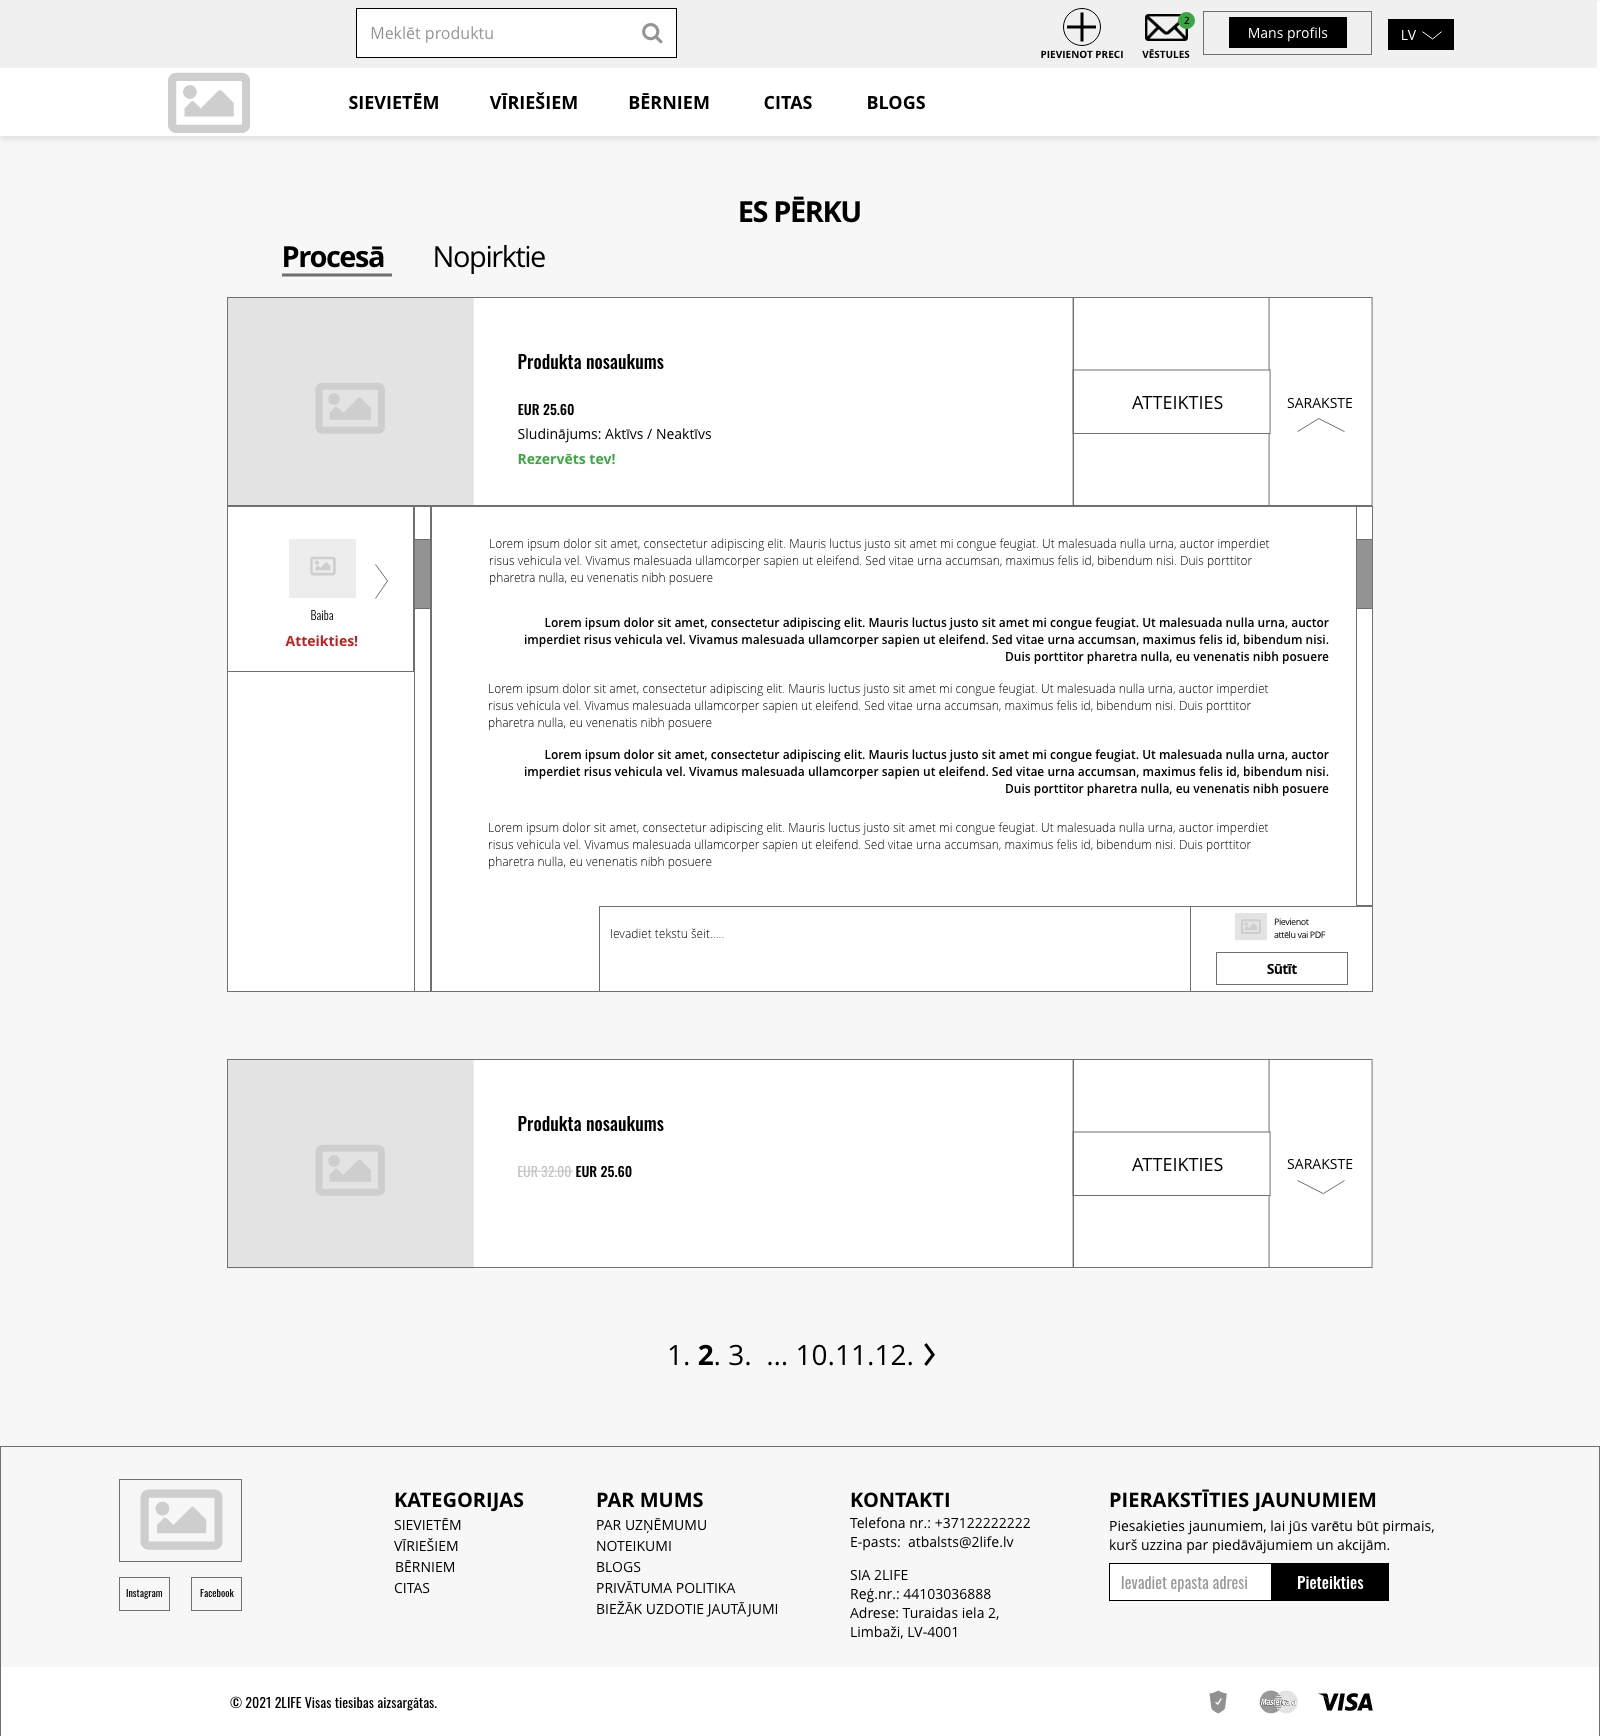 Meklēt produktu
PIEVIENOT PRECI
2
VĒSTULES
Mans profils
LV
SIEVIETĒM VĪRIEŠIEM BĒRNIEM CITAS BLOGS
ES PĒRKU
Procesā Nopirktie
Produkta nosaukums
EUR 25.60
Sludinājums: Aktīvs / Neaktīvs
Rezervēts tev!
ATTEIKTIES
SARAKSTE
Baiba
Atteikties!
Lorem ipsum dolor sit amet, consectetur adipiscing elit. Mauris luctus justo sit amet mi congue feugiat. Ut malesuada nulla urna, auctor imperdiet
risus vehicula vel. Vivamus malesuada ullamcorper sapien ut eleifend. Sed vitae urna accumsan, maximus felis id, bibendum nisi. Duis porttitor
pharetra nulla, eu venenatis nibh posuere
Lorem ipsum dolor sit amet, consectetur adipiscing elit. Mauris luctus justo sit amet mi congue feugiat. Ut malesuada nulla urna, auctor
imperdiet risus vehicula vel. Vivamus malesuada ullamcorper sapien ut eleifend. Sed vitae urna accumsan, maximus felis id, bibendum nisi.
Duis porttitor pharetra nulla, eu venenatis nibh posuere
Lorem ipsum dolor sit amet, consectetur adipiscing elit. Mauris luctus justo sit amet mi congue feugiat. Ut malesuada nulla urna, auctor imperdiet
risus vehicula vel. Vivamus malesuada ullamcorper sapien ut eleifend. Sed vitae urna accumsan, maximus felis id, bibendum nisi. Duis porttitor
pharetra nulla, eu venenatis nibh posuere
Lorem ipsum dolor sit amet, consectetur adipiscing elit. Mauris luctus justo sit amet mi congue feugiat. Ut malesuada nulla urna, auctor
imperdiet risus vehicula vel. Vivamus malesuada ullamcorper sapien ut eleifend. Sed vitae urna accumsan, maximus felis id, bibendum nisi.
Duis porttitor pharetra nulla, eu venenatis nibh posuere
Lorem ipsum dolor sit amet, consectetur adipiscing elit. Mauris luctus justo sit amet mi congue feugiat. Ut malesuada nulla urna, auctor imperdiet
risus vehicula vel. Vivamus malesuada ullamcorper sapien ut eleifend. Sed vitae urna accumsan, maximus felis id, bibendum nisi. Duis porttitor
pharetra nulla, eu venenatis nibh posuere
Ievadiet tekstu šeit.....
Pievienot
attēlu vai PDF
Sūtīt
Produkta nosaukums
EUR 32.00 EUR 25.60
ATTEIKTIES
SARAKSTE
1. 2. 3. ... 10.11.12.
Instagram
Facebook
KATEGORIJAS
SIEVIETĒM
VĪRIEŠIEM
BĒRNIEM
CITAS
PAR MUMS
PAR UZŅĒMUMU
NOTEIKUMI
BLOGS
PRIVĀTUMA POLITIKA
BIEŽĀK UZDOTIE JAUTĀJUMI
KONTAKTI
Telefona nr.: +37122222222
E-pasts: atbalsts@2life.lv
SIA 2LIFE
Reģ.nr.: 44103036888
Adrese: Turaidas iela 2,
Limbaži, LV-4001
PIERAKSTĪTIES JAUNUMIEM
Piesakieties jaunumiem, lai jūs varētu būt pirmais,
kurš uzzina par piedāvājumiem un akcijām.
Ievadiet epasta adresi
Pieteikties
© 2021 2LIFE Visas tiesības aizsargātas.
MasterCard
VISA